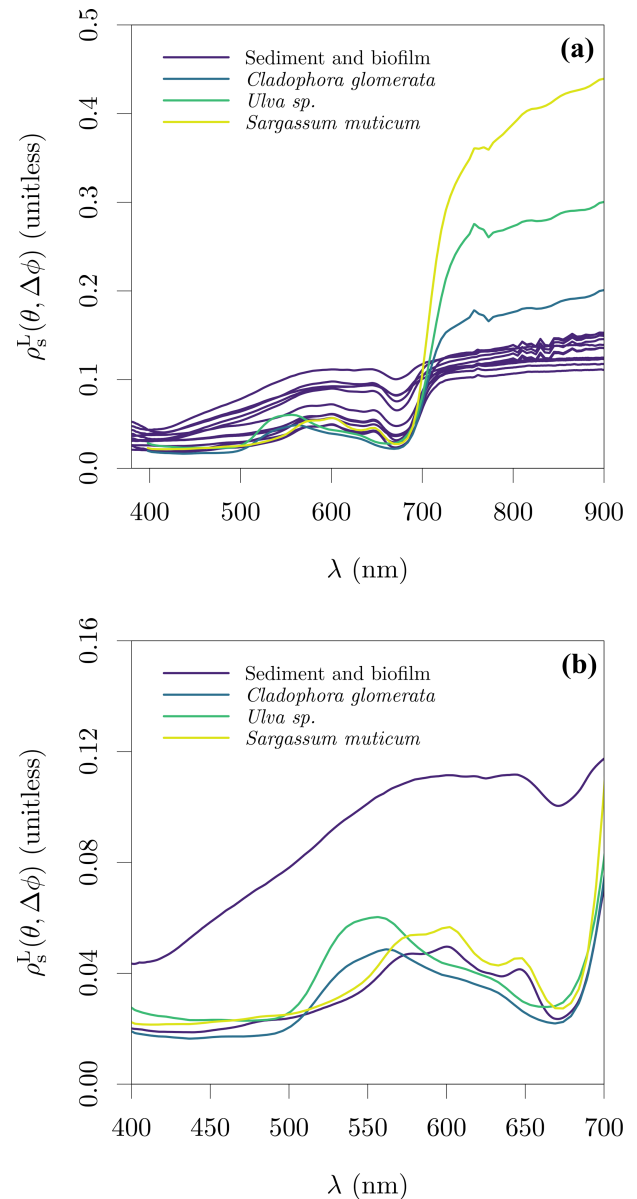 (a)
Sediment and biofilm
Cladophora glomerata
Ulva sp.
Sargassum muticum
0.5
0.4
0.3
0.2
0.1
0.0
ρₛᴸ(θ, Δϕ) (unitless)
400 500 600 700 800 900
λ (nm)
(b)
Sediment and biofilm
Cladophora glomerata
Ulva sp.
Sargassum muticum
0.16
0.12
0.08
0.04
0.00
ρₛᴸ(θ, Δϕ) (unitless)
400 450 500 550 600 650 700
λ (nm)